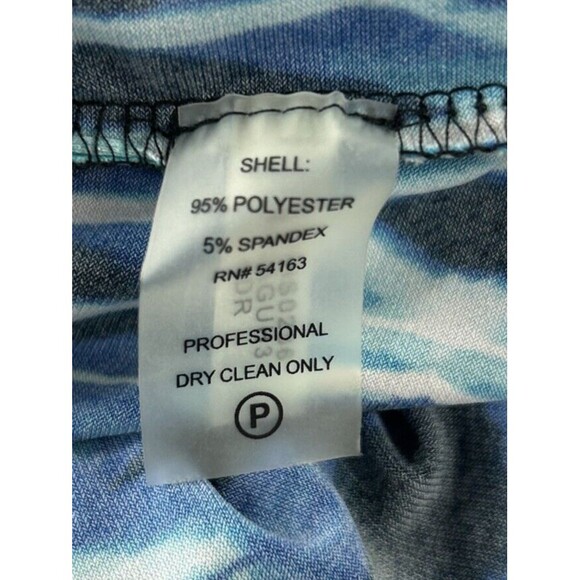 SHELL:
95% POLYESTER
5% SPANDEX
RN# 54163
PROFESSIONAL
DRY CLEAN ONLY
P